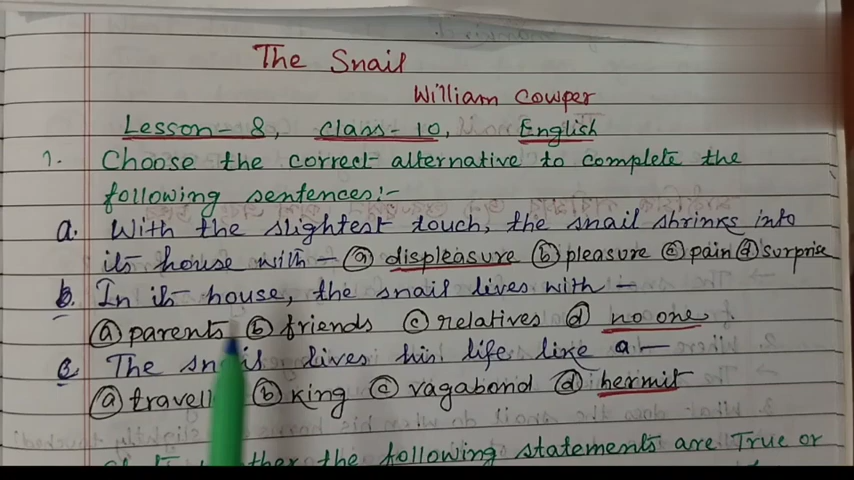 The Snail
William Cowper
Lesson - 8, Class - 10, English
1. Choose the correct alternative to complete the
following sentences:-
a. With the slightest touch, the snail shrinks into
its house with - (a) displeasure (b) pleasure (c) pain (d) surprise
b. In its house, the snail lives with -
(a) parents (b) friends (c) relatives (d) no one.
c. The snail lives his life like a -
(a) travell (b) king (c) vagabond (d) hermit
the following statements are True or